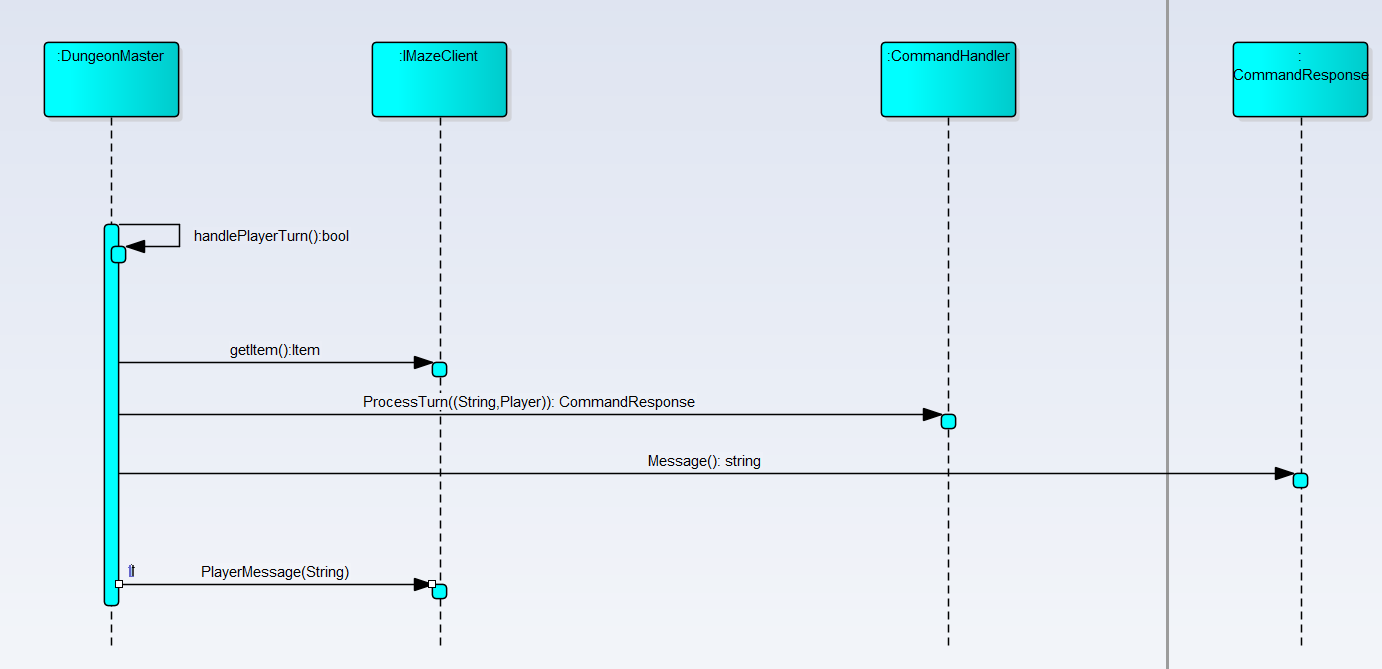 :DungeonMaster
:IMazeClient
:CommandHandler
:
CommandResponse
handlePlayerTurn():bool
getItem():Item
ProcessTurn((String,Player)): CommandResponse
Message(): string
PlayerMessage(String)